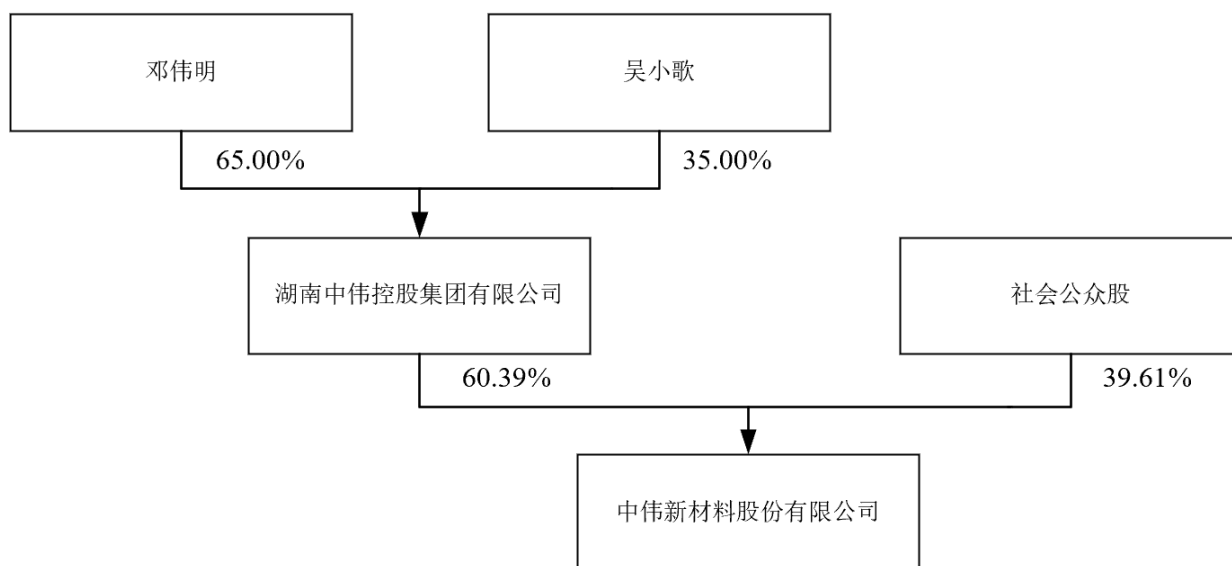 邓伟明
吴小歌
65.00%
35.00%
湖南中伟控股集团有限公司
社会公众股
60.39%
39.61%
中伟新材料股份有限公司